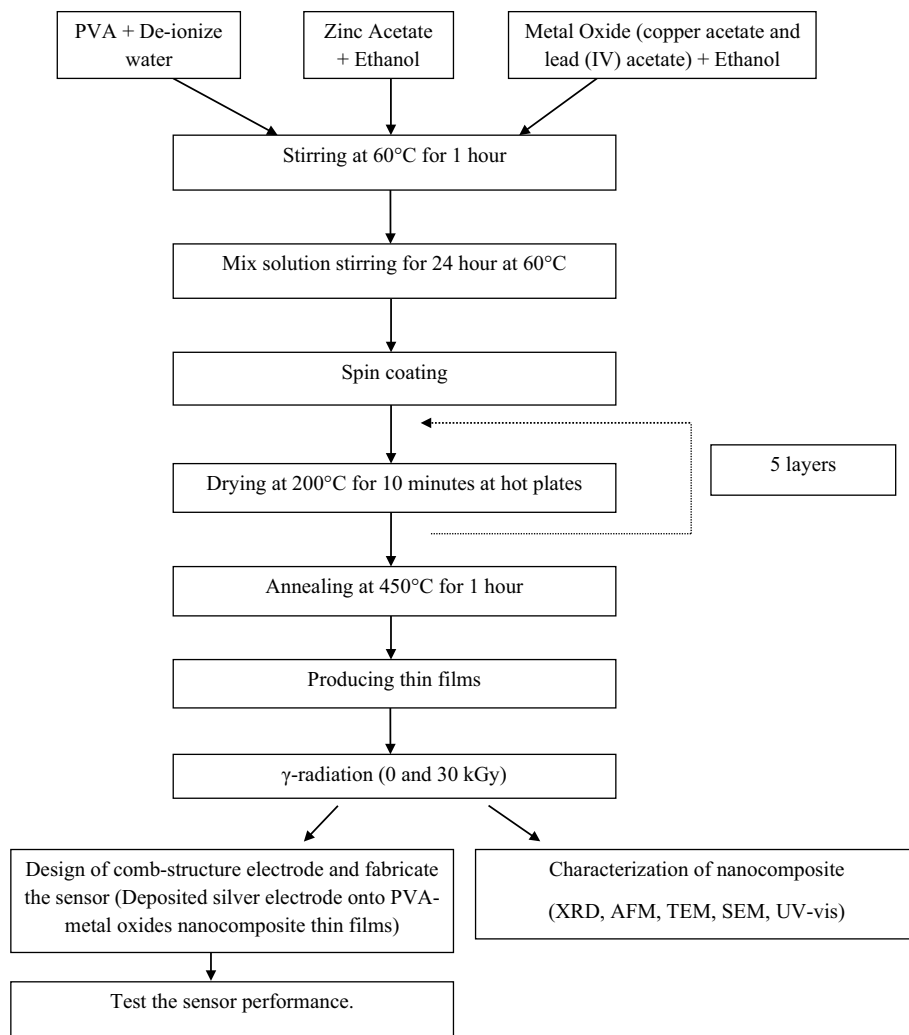 PVA + De-ionize
water
Zinc Acetate
+ Ethanol
Metal Oxide (copper acetate and
lead (IV) acetate) + Ethanol
Stirring at 60°C for 1 hour
Mix solution stirring for 24 hour at 60°C
Spin coating
5 layers
Drying at 200°C for 10 minutes at hot plates
Annealing at 450°C for 1 hour
Producing thin films
γ-radiation (0 and 30 kGy)
Design of comb-structure electrode and fabricate
the sensor (Deposited silver electrode onto PVA-
metal oxides nanocomposite thin films)
Characterization of nanocomposite
(XRD, AFM, TEM, SEM, UV-vis)
Test the sensor performance.